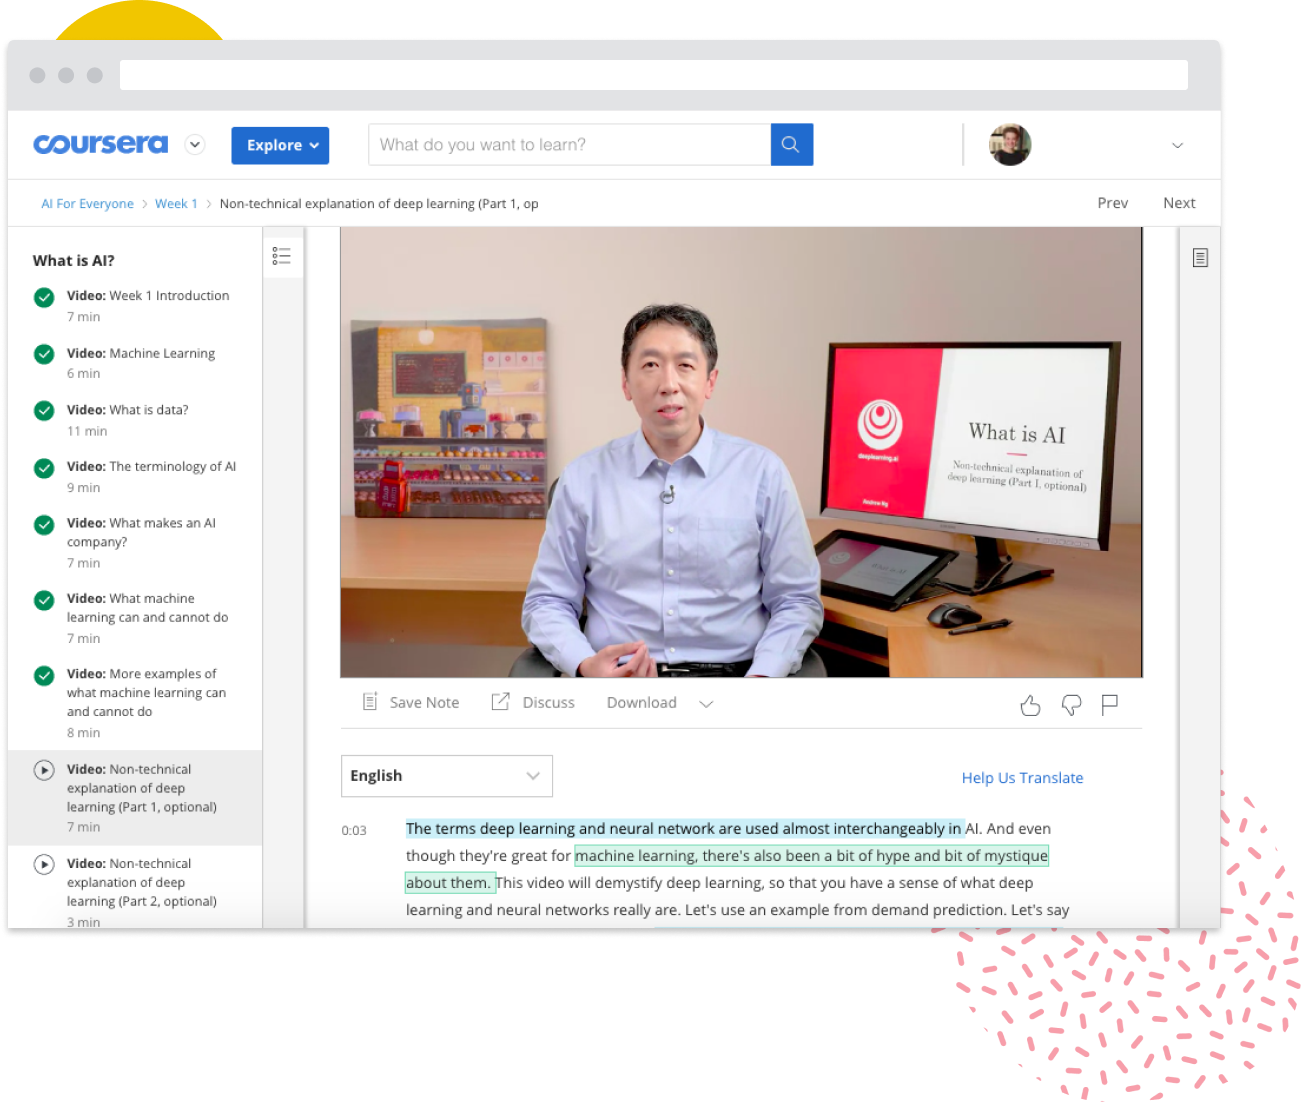 coursera
Explore
What do you want to learn?
AI For Everyone
Week 1
Non-technical explanation of deep learning (Part 1, op
Prev
Next
What is AI?
Video: Week 1 Introduction
7 min
Video: Machine Learning
6 min
Video: What is data?
11 min
Video: The terminology of AI
9 min
Video: What makes an AI
company?
7 min
Video: What machine
learning can and cannot do
7 min
Video: More examples of
what machine learning can
and cannot do
8 min
Video: Non-technical
explanation of deep
learning (Part 1, optional)
7 min
Video: Non-technical
explanation of deep
learning (Part 2, optional)
3 min
deeplearning.ai
Andrew Ng
What is AI
Non-technical explanation of
deep learning (Part 1, optional)
What is AI
Save Note
Discuss
Download
English
Help Us Translate
0:03
The terms deep learning and neural network are used almost interchangeably in AI. And even
though they're great for machine learning, there's also been a bit of hype and bit of mystique
about them. This video will demystify deep learning, so that you have a sense of what deep
learning and neural networks really are. Let's use an example from demand prediction. Let's say